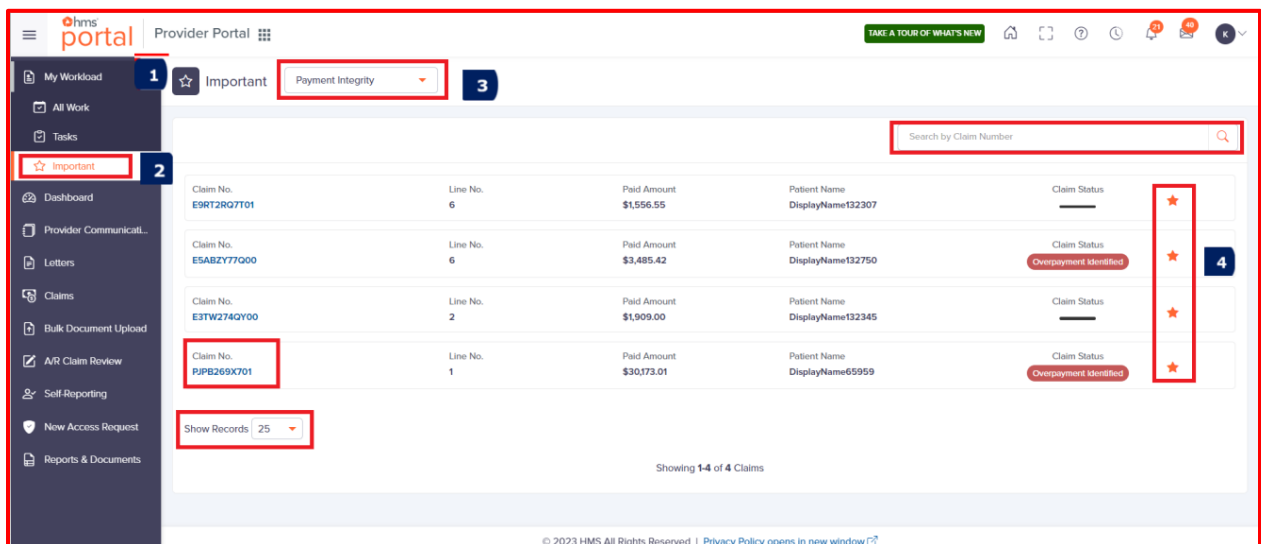 hms
portal
Provider Portal
TAKE A TOUR OF WHAT'S NEW
21
40
K
My Workload
1
Important
Payment Integrity
3
All Work
Tasks
Important
2
Dashboard
Provider Communicati...
Letters
Claims
Bulk Document Upload
A/R Claim Review
Self-Reporting
New Access Request
Reports & Documents
Search by Claim Number
Claim No. Line No. Paid Amount Patient Name Claim Status
E9RT2RQ7T01 6 $1,556.55 DisplayName132307
Claim No. Line No. Paid Amount Patient Name Claim Status
E5ABZY77Q00 6 $3,485.42 DisplayName132750 Overpayment Identified
4
Claim No. Line No. Paid Amount Patient Name Claim Status
E3TW274QY00 2 $1,909.00 DisplayName132345
Claim No. Line No. Paid Amount Patient Name Claim Status
PJPB269X701 1 $30,173.01 DisplayName65959 Overpayment Identified
Show Records 25
Showing 1-4 of 4 Claims
© 2023 HMS All Rights Reserved | Privacy Policy opens in new window